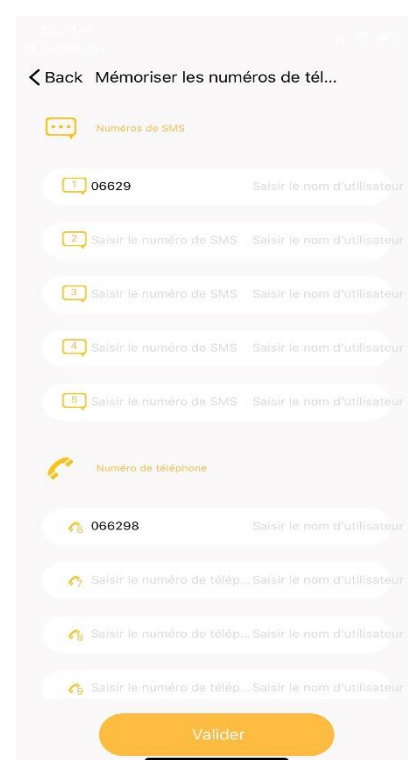 Back Mémoriser les numéros de tél...
Numéros de SMS
1 06629 Saisir le nom d'utilisateur
2 Saisir le numéro de SMS Saisir le nom d'utilisateur
3 Saisir le numéro de SMS Saisir le nom d'utilisateur
4 Saisir le numéro de SMS Saisir le nom d'utilisateur
5 Saisir le numéro de SMS Saisir le nom d'utilisateur
Numéro de téléphone
6 066298 Saisir le nom d'utilisateur
7 Saisir le numéro de télép... Saisir le nom d'utilisateur
8 Saisir le numéro de télép... Saisir le nom d'utilisateur
9 Saisir le numéro de télép... Saisir le nom d'utilisateur
Valider